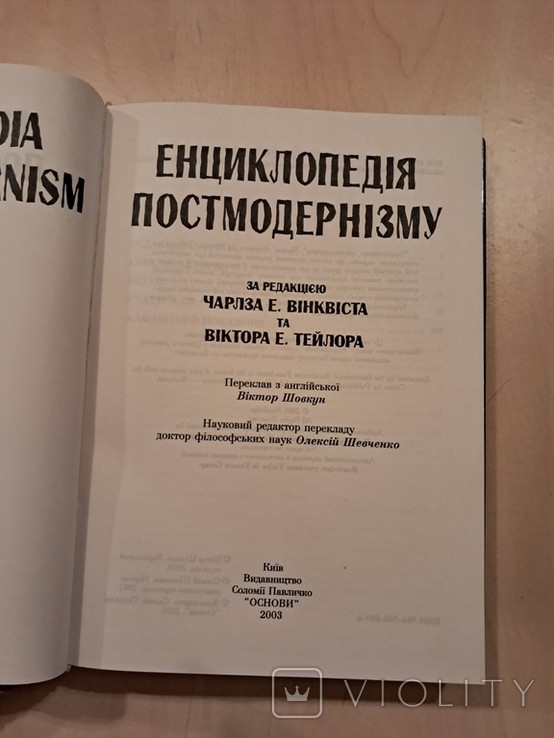 DIA
RNISM
ЕНЦИКЛОПЕДІЯ
ПОСТМОДЕРНІЗМУ
ЗА РЕДАКЦІЄЮ
ЧАРЛЗА Е. ВІНКВІСТА
ТА
ВІКТОРА Е. ТЕЙЛОРА
Переклав з англійської
Віктор Шовкун
Науковий редактор перекладу
доктор філософських наук Олексій Шевченко
Київ
Видавництво
Соломії Павличко
"ОСНОВИ"
2003
VIOLITY